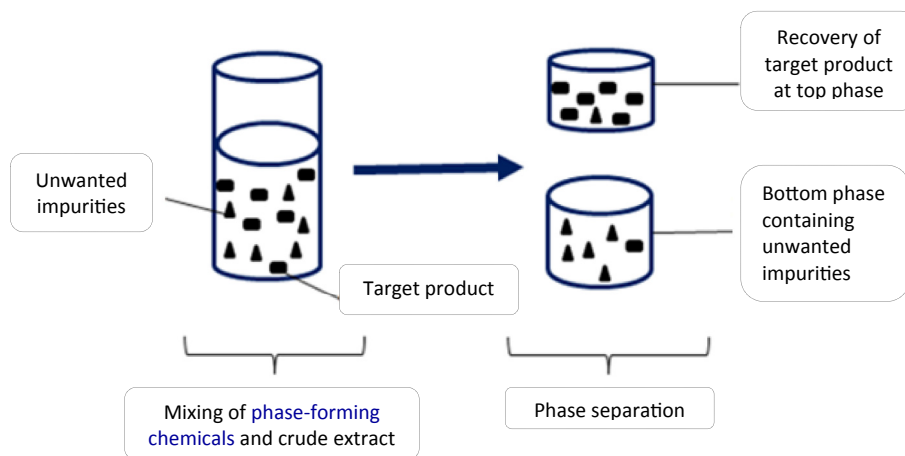 Recovery of
target product
at top phase
Unwanted
impurities
Bottom phase
containing
unwanted
impurities
Target product
Mixing of phase-forming
chemicals and crude extract
Phase separation